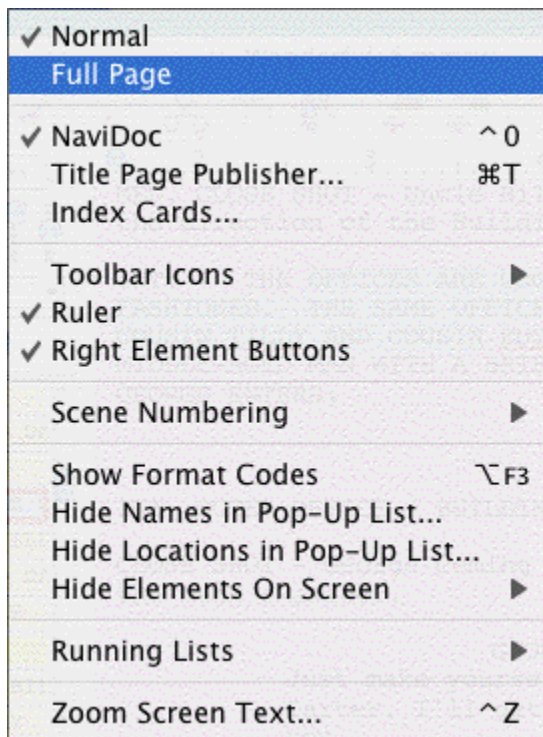 ✓ Normal
Full Page
✓ NaviDoc ^0
Title Page Publisher... ⌘T
Index Cards...
Toolbar Icons ▶
✓ Ruler
✓ Right Element Buttons
Scene Numbering ▶
Show Format Codes ⌥F3
Hide Names in Pop-Up List...
Hide Locations in Pop-Up List...
Hide Elements On Screen ▶
Running Lists ▶
Zoom Screen Text... ^Z